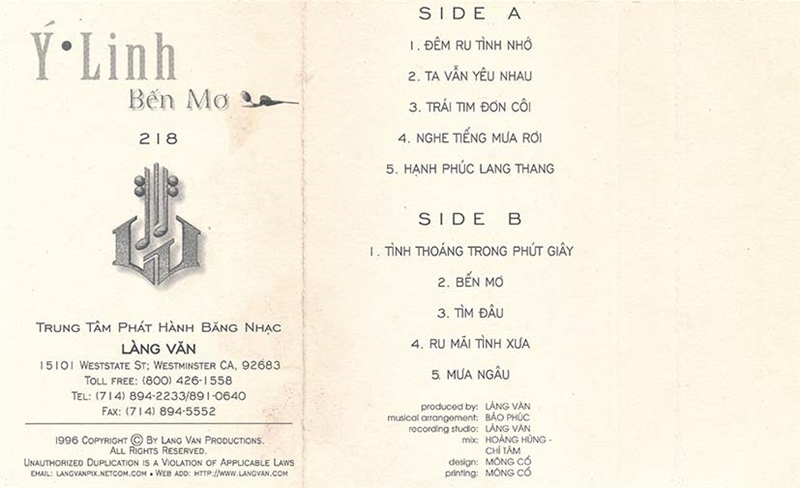 Ý•Linh
Bến Mơ
218
LV
TRUNG TÂM PHÁT HÀNH BĂNG NHẠC
LÀNG VĂN
15101 WESTSTATE ST; WESTMINSTER CA, 92683
TOLL FREE: (800) 426-1558
TEL: (714) 894-2233/891-0640
FAX: (714) 894-5552
1996 COPYRIGHT © BY LANG VAN PRODUCTIONS.
ALL RIGHTS RESERVED.
UNAUTHORIZED DUPLICATION IS A VIOLATION OF APPLICABLE LAWS
EMAIL: LANGVANPIX.NETCOM.COM • WEB ADD: HTTP://WWW.LANGVAN.COM
SIDE A
1. ĐÊM RU TÌNH NHỚ
2. TA VẪN YÊU NHAU
3. TRÁI TIM ĐƠN CÔI
4. NGHE TIẾNG MƯA RƠI
5. HẠNH PHÚC LANG THANG
SIDE B
1. TÌNH THOÁNG TRONG PHÚT GIÂY
2. BẾN MƠ
3. TÌM ĐÂU
4. RU MÃI TÌNH XƯA
5. MƯA NGÂU
produced by: LÀNG VĂN
musical arrangement: BẢO PHÚC
recording studio: LÀNG VĂN
mix: HOÀNG HÙNG -
CHÍ TÂM
design: MÔNG CỔ
printing: MÔNG CỔ